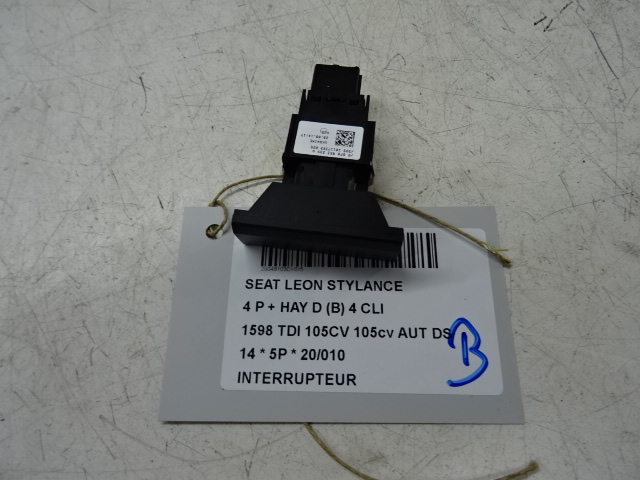 SEAT LEON STYLANCE
4 P + HAY D (B) 4 CLI
1598 TDI 105CV 105cv AUT DS
14 * 5P * 20/010
INTERRUPTEUR
B